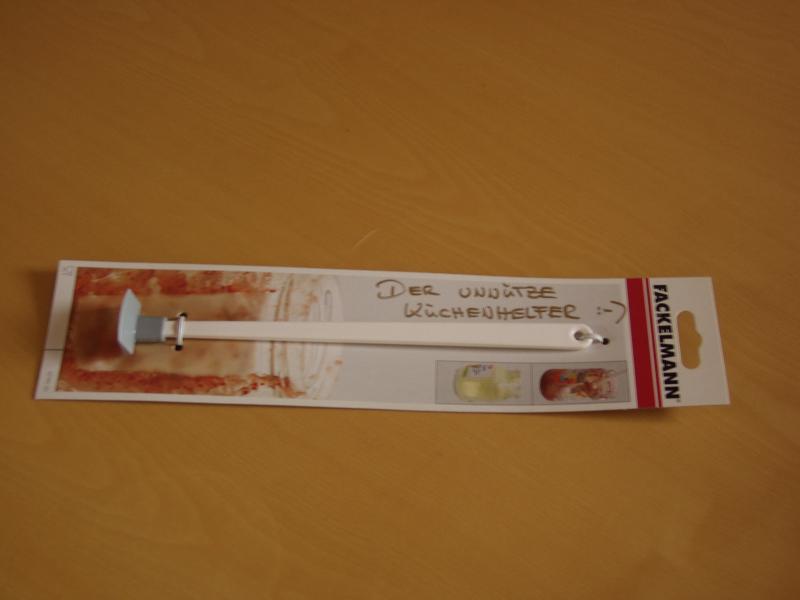 DER UNNÜTZE
KÜCHENHELFER :-)
FACKELMANN